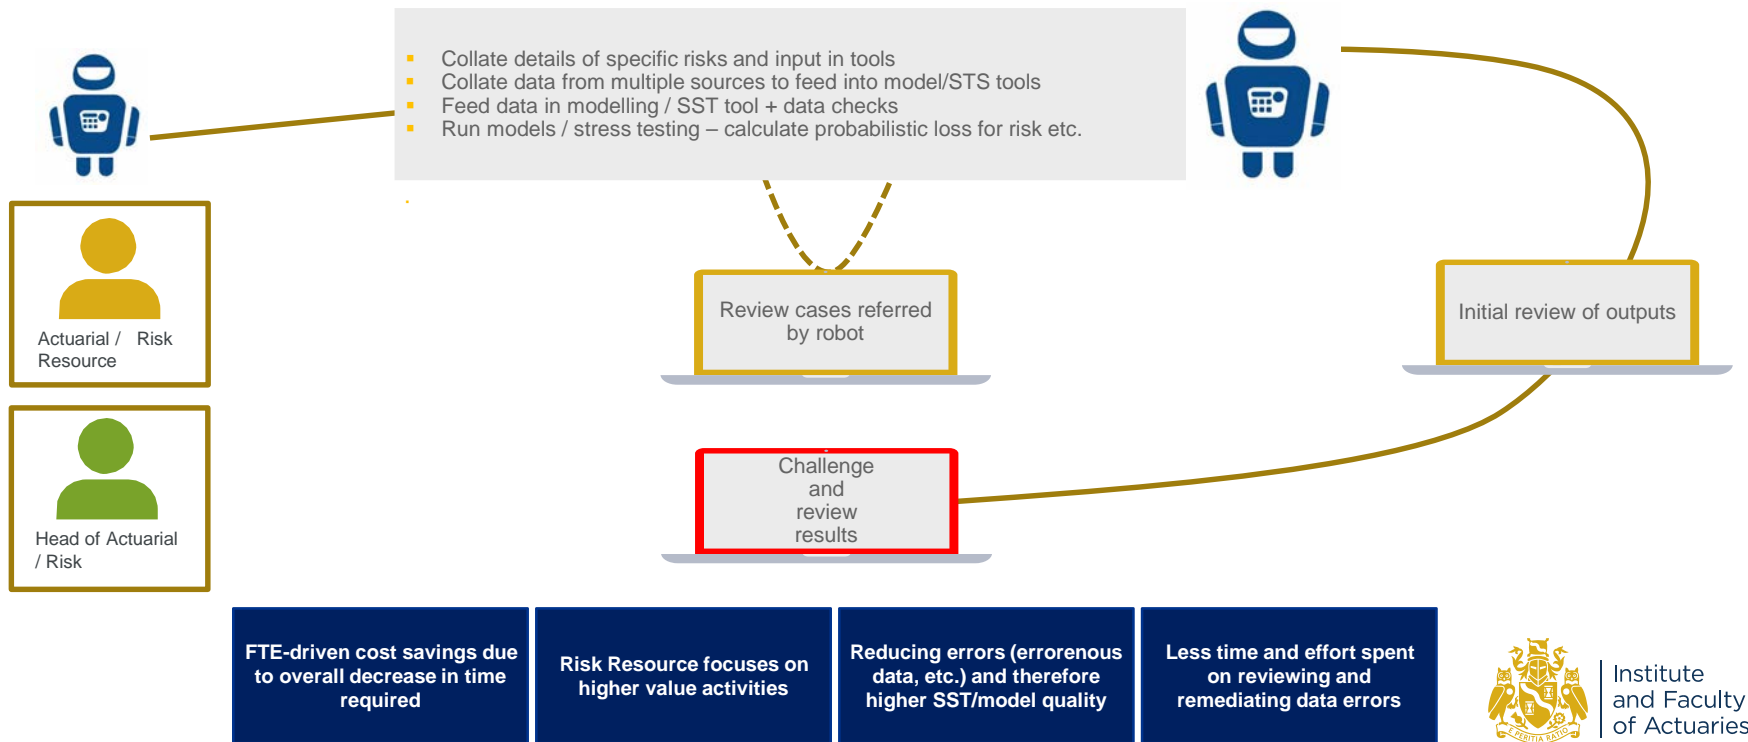 Collate details of specific risks and input in tools
Collate data from multiple sources to feed into model/STS tools
Feed data in modelling / SST tool + data checks
Run models / stress testing – calculate probabilistic loss for risk etc.
Actuarial / Risk
Resource
Review cases referred
by robot
Initial review of outputs
Head of Actuarial
/ Risk
Challenge
and
review
results
FTE-driven cost savings due
to overall decrease in time
required
Risk Resource focuses on
higher value activities
Reducing errors (errorenous
data, etc.) and therefore
higher SST/model quality
Less time and effort spent
on reviewing and
remediating data errors
E PERITIA RATIO
Institute
and Faculty
of Actuaries